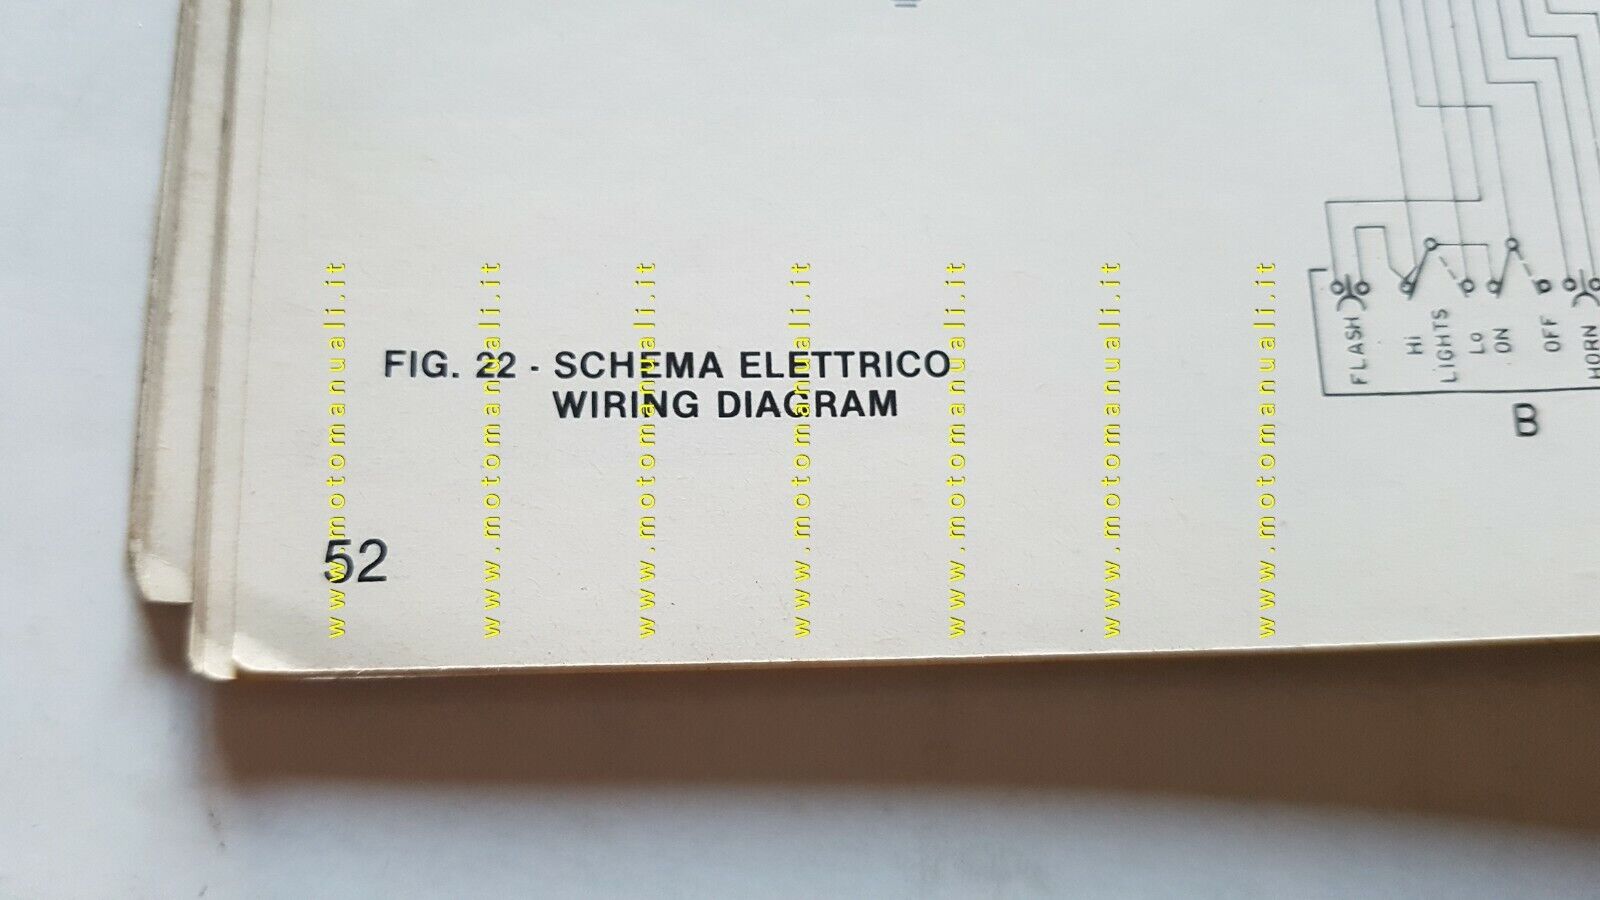 FLASH
Hi
LIGHTS
Lo
ON
OFF
HORN
B
FIG. 22 - SCHEMA ELETTRICO
WIRING DIAGRAM
52
www.motomanuali.it
www.motomanuali.it
www.motomanuali.it
www.motomanuali.it
www.motomanuali.it
www.motomanuali.it
www.motomanuali.it